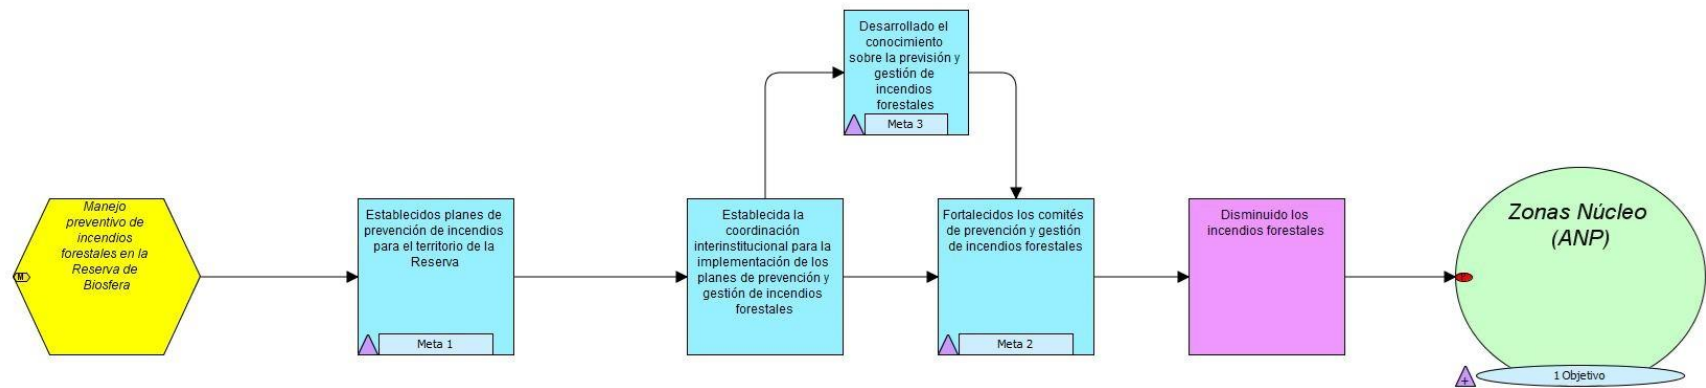 Desarrollado el
conocimiento
sobre la previsión y
gestión de
incendios
forestales
Meta 3
Manejo
preventivo de
incendios
forestales en la
Reserva de
Biosfera
M
Establecidos planes de
prevención de incendios
para el territorio de la
Reserva
Meta 1
Establecida la
coordinación
interinstitucional para la
implementación de los
planes de prevención y
gestión de incendios
forestales
Fortalecidos los comités
de prevención y gestión
de incendios forestales
Meta 2
Disminuido los
incendios forestales
Zonas Núcleo
(ANP)
+
1 Objetivo